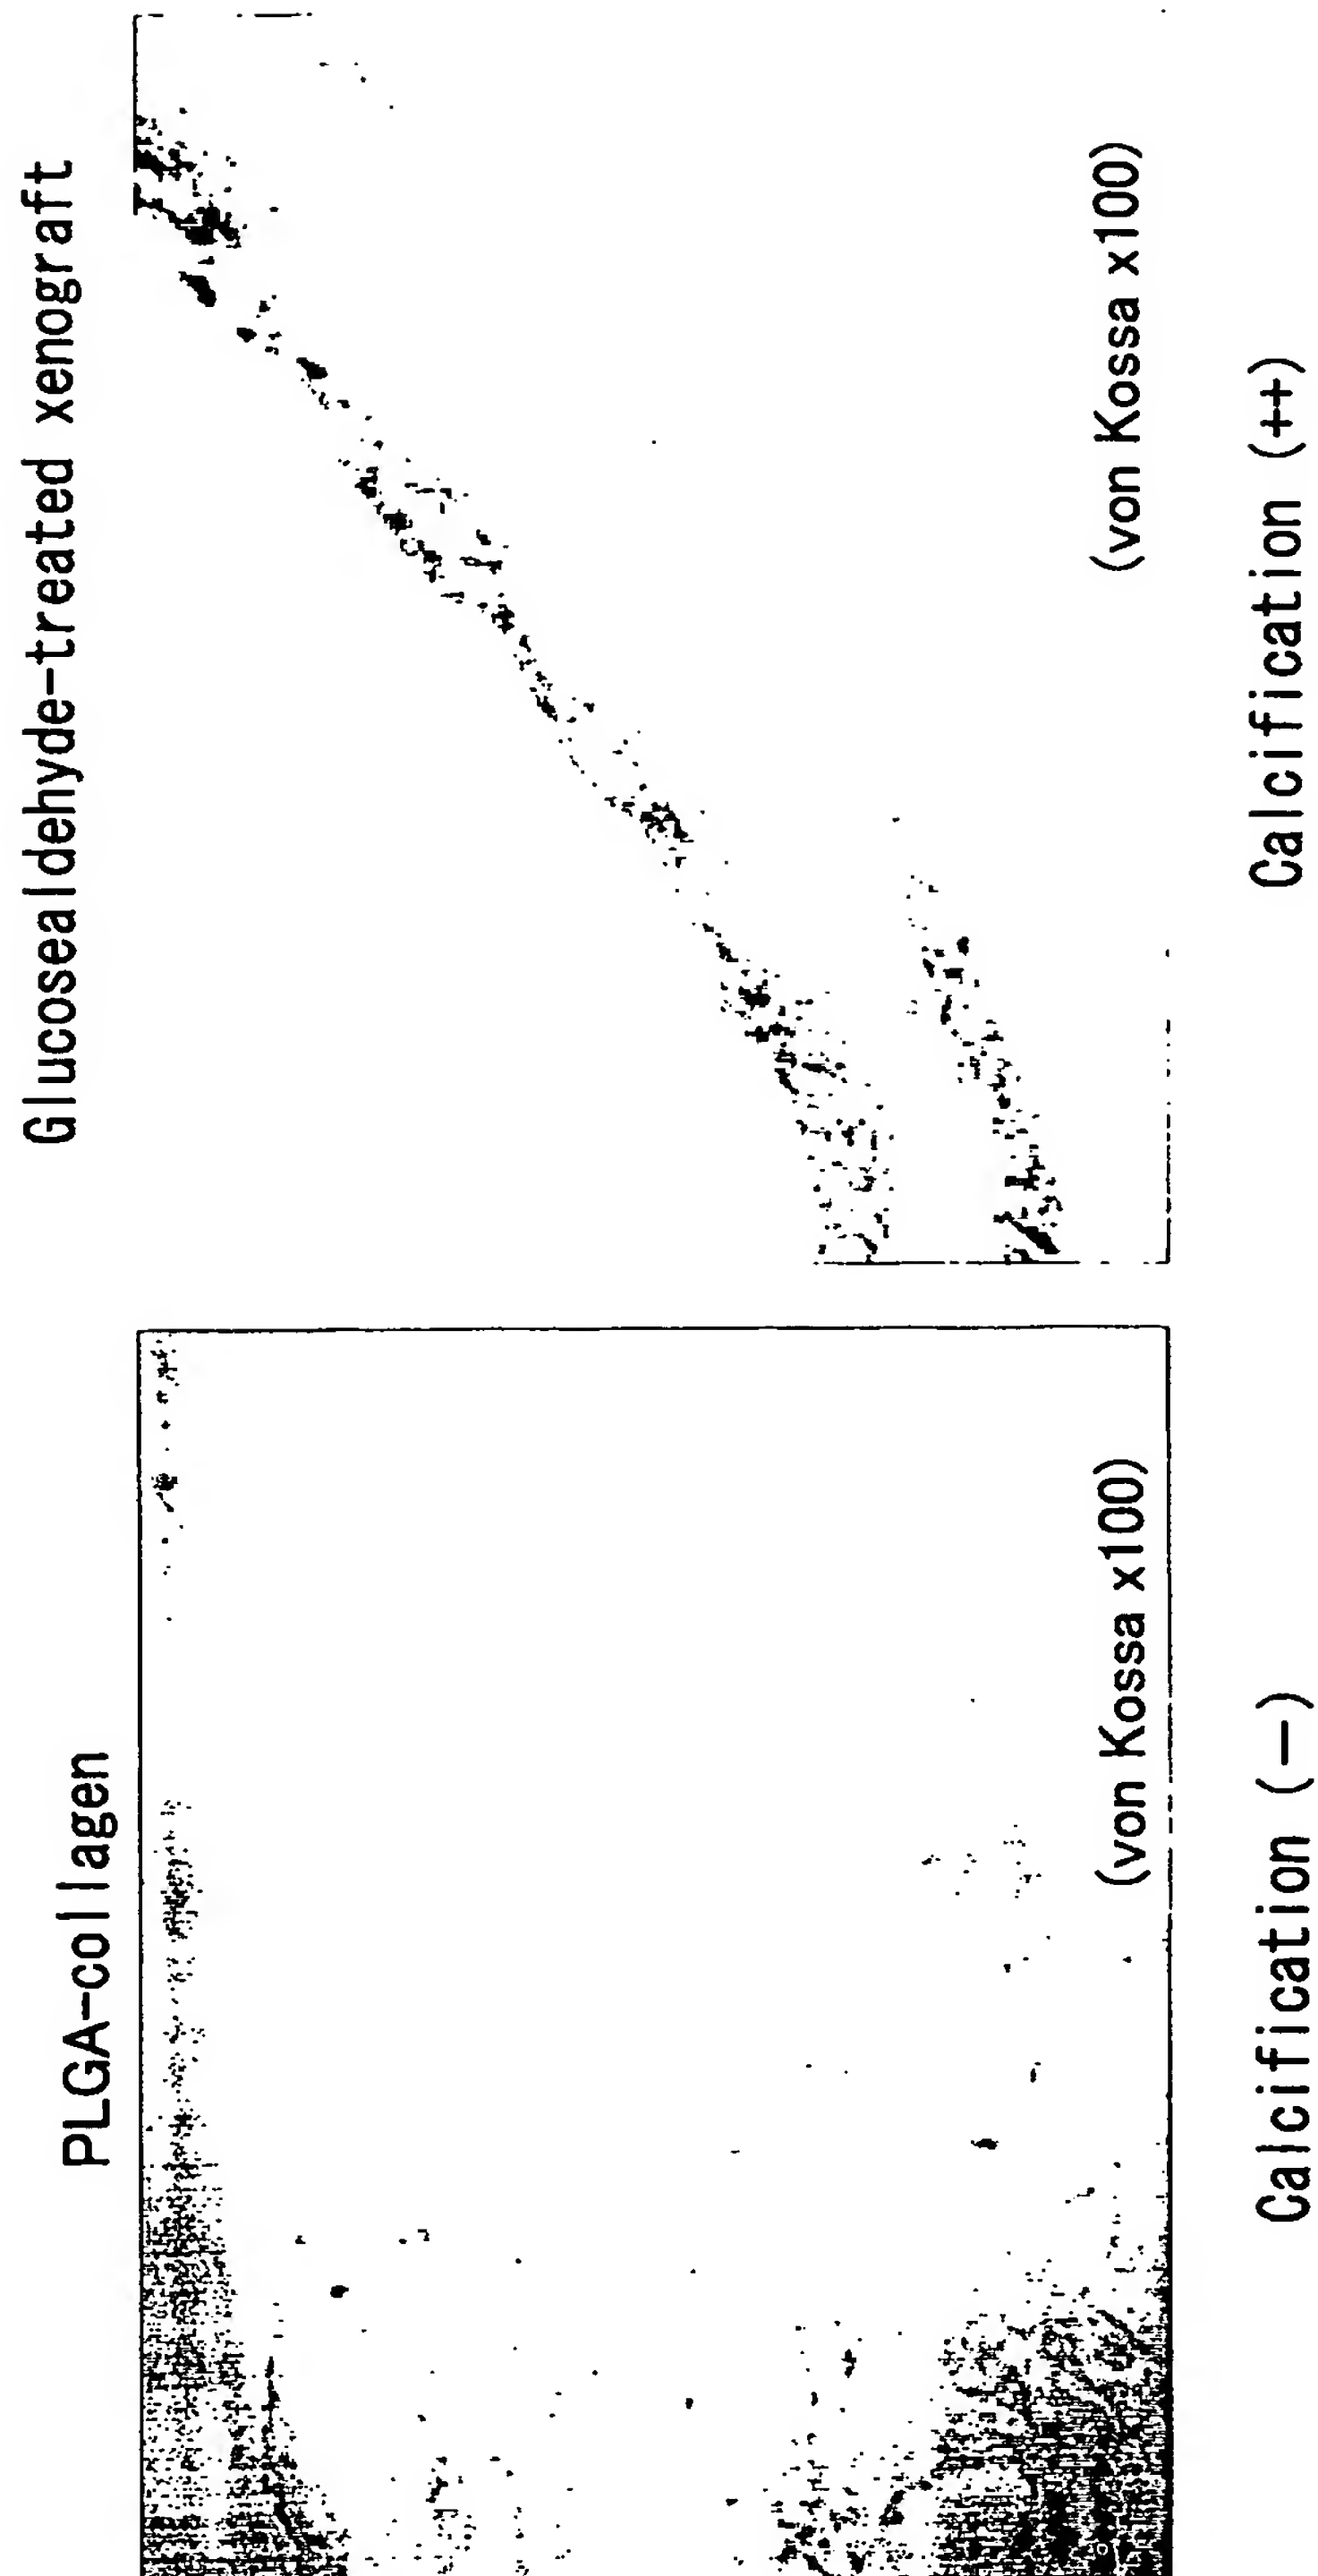 PLGA-collagen
(von Kossa x100)
Calcification (−)
Glucosealdehyde-treated xenograft
(von Kossa x100)
Calcification (++)